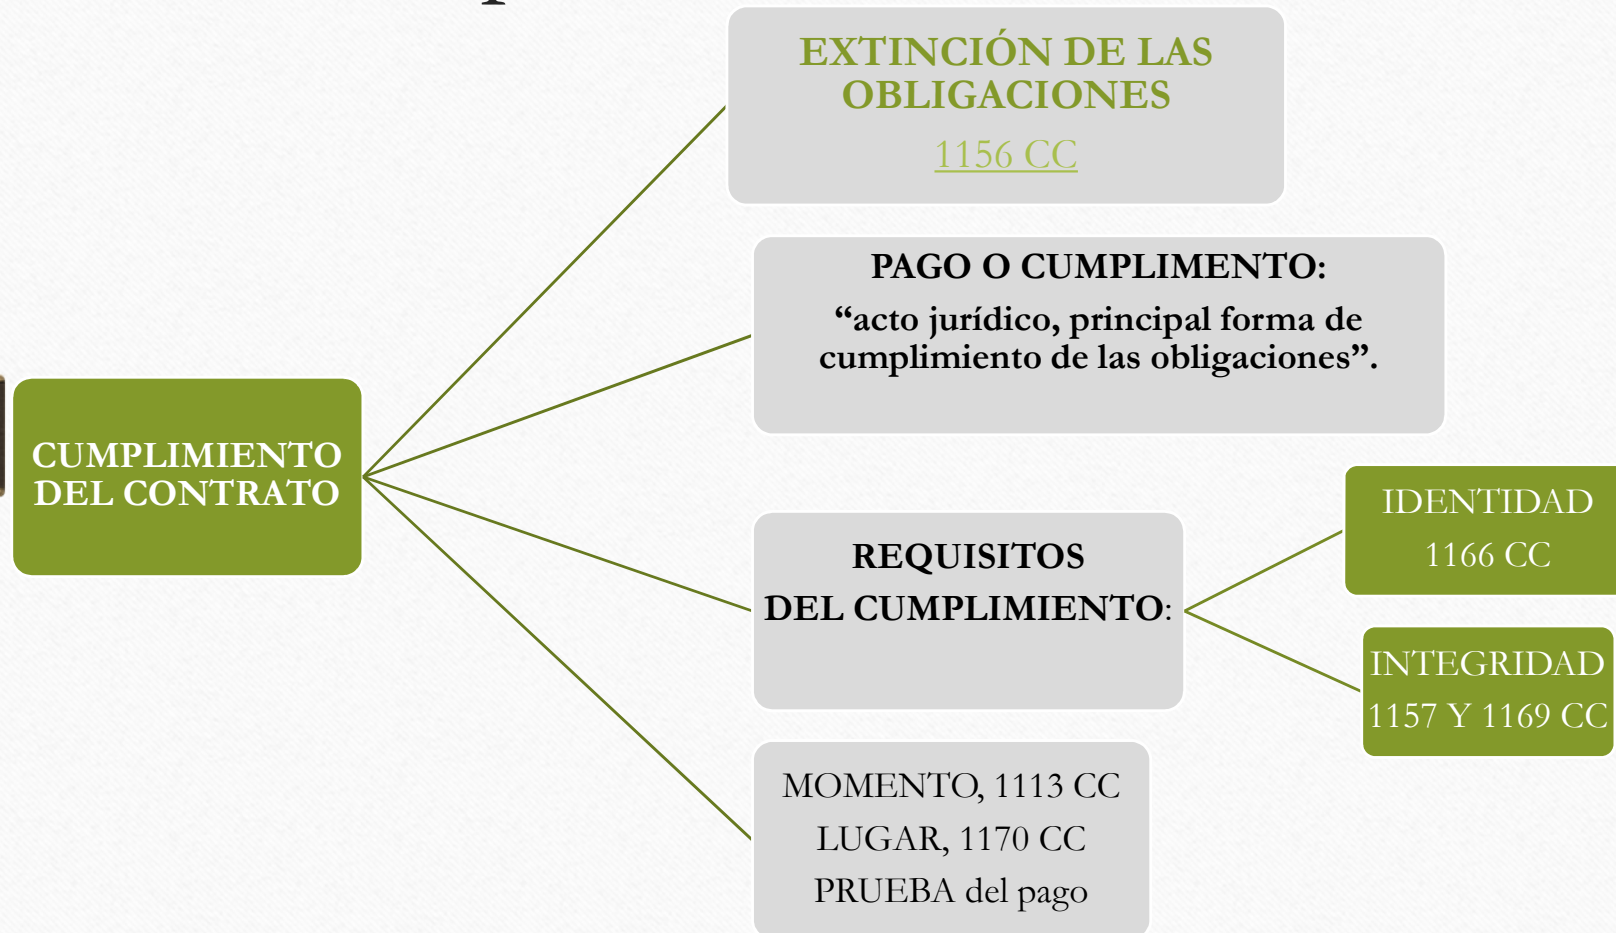 EXTINCIÓN DE LAS
OBLIGACIONES
1156 CC
PAGO O CUMPLIMENTO:
“acto jurídico, principal forma de
cumplimiento de las obligaciones”.
CUMPLIMIENTO
DEL CONTRATO
REQUISITOS
DEL CUMPLIMIENTO:
IDENTIDAD
1166 CC
INTEGRIDAD
1157 Y 1169 CC
MOMENTO, 1113 CC
LUGAR, 1170 CC
PRUEBA del pago